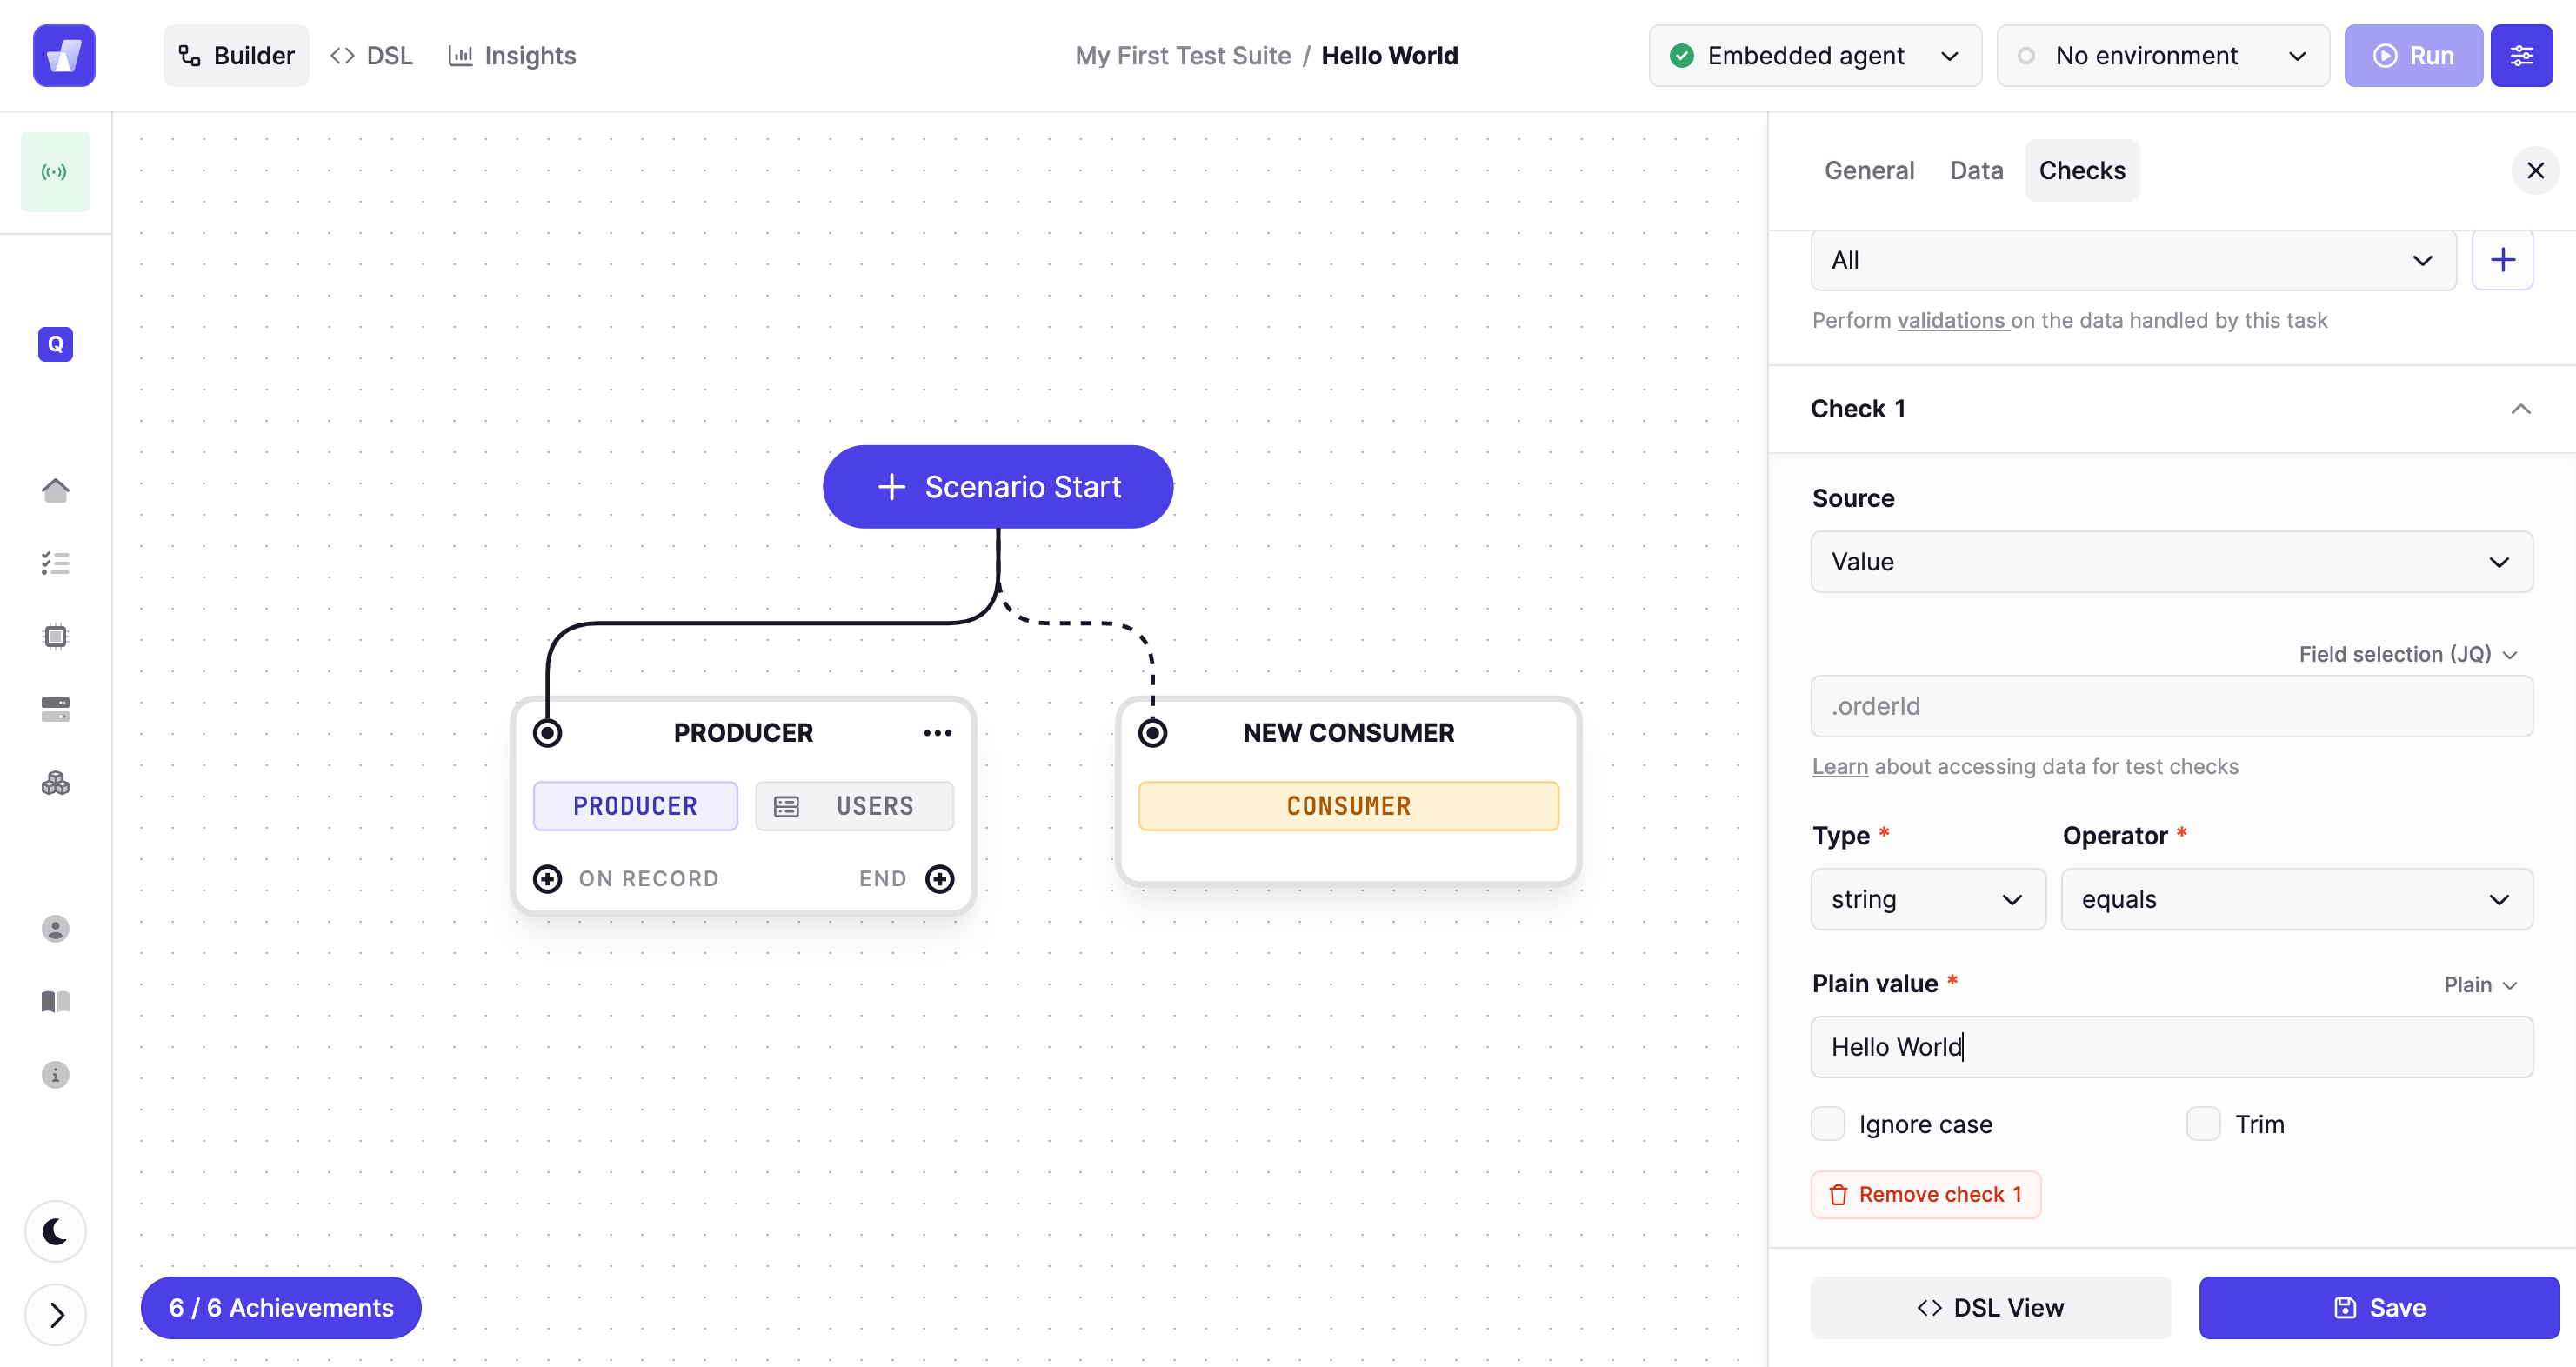 Builder
DSL
Insights
My First Test Suite / Hello World
Embedded agent
No environment
Run
General
Data
Checks
All
Perform validations on the data handled by this task
Q
Check 1
Source
Value
Scenario Start
Field selection (JQ)
.orderId
Learn about accessing data for test checks
PRODUCER
PRODUCER
USERS
ON RECORD
END
NEW CONSUMER
CONSUMER
Type *
Operator *
string
equals
Plain value *
Plain
Hello World
Ignore case
Trim
Remove check 1
6 / 6 Achievements
DSL View
Save